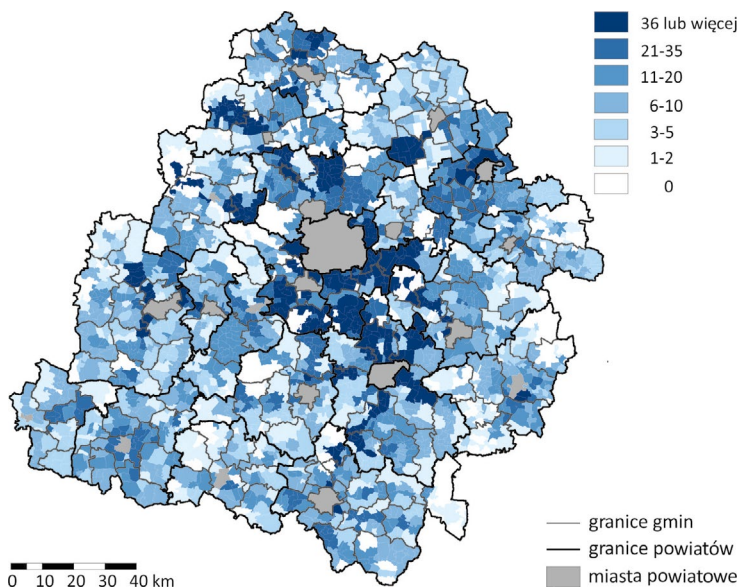 36 lub więcej
21-35
11-20
6-10
3-5
1-2
0
granice gmin
granice powiatów
miasta powiatowe
0 10 20 30 40 km